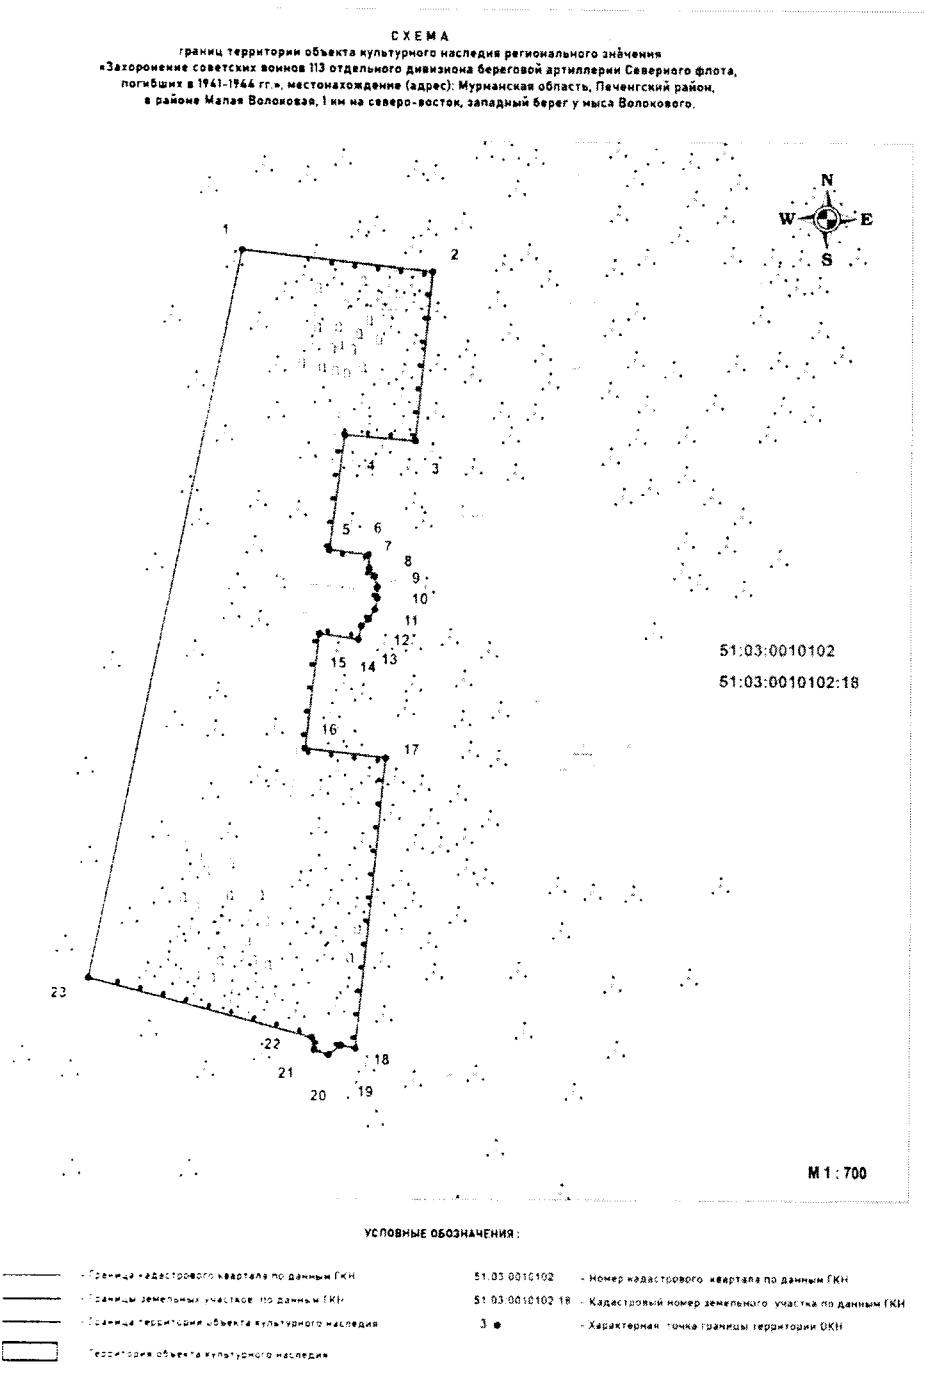 СХЕМА
границ территории объекта культурного наследия регионального значения
«Захоронение советских воинов 113 отдельного дивизиона береговой артиллерии Северного флота,
погибших в 1941-1944 гг.», местонахождение (адрес): Мурманская область, Печенгский район,
в районе Малая Волоковая, 1 км на северо-восток, западный берег у мыса Волокового.
N
W E
S
1
2
3
4
5
6
7
8
9
10
11
12
13
14
15
51:03:0010102
51:03:0010102:18
16
17
23
22
18
21
19
20
М 1 : 700
УСЛОВНЫЕ ОБОЗНАЧЕНИЯ :
- Граница кадастрового квартала по данным ГКН
51:03:0010102 - Номер кадастрового квартала по данным ГКН
- Границы земельных участков по данным ГКН
51:03:0010102:18 - Кадастровый номер земельного участка по данным ГКН
- Граница территории объекта культурного наследия
3 - Характерная точка границы территории ОКН
Территория объекта культурного наследия